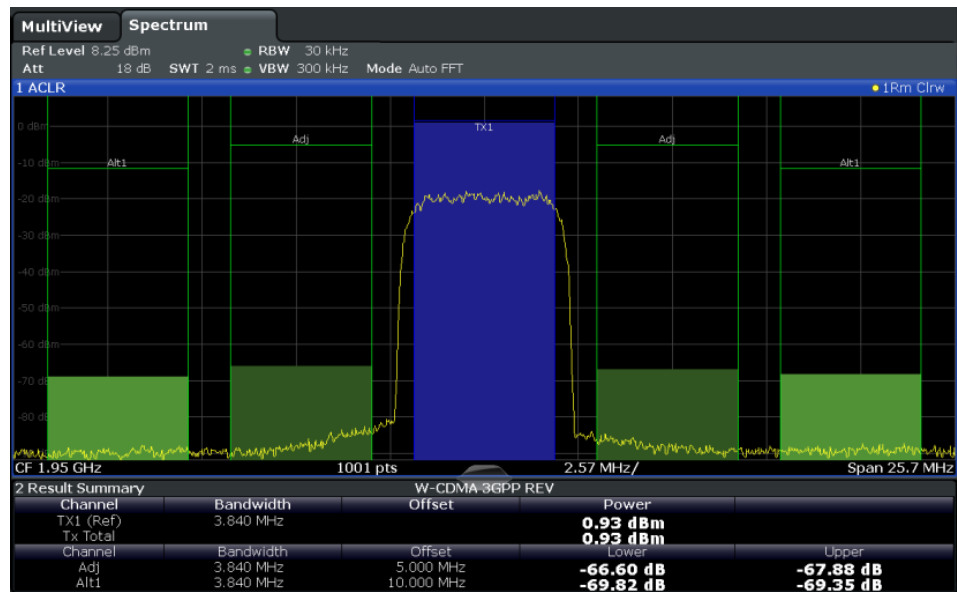 MultiView Spectrum
Ref Level 8.25 dBm RBW 30 kHz
Att 18 dB SWT 2 ms VBW 300 kHz Mode Auto FFT
1 ACLR 1Rm Clrw
0 dBm
TX1
Adj Adj
-10 dBm
Alt1 Alt1
-20 dBm
-30 dBm
-40 dBm
-50 dBm
-60 dBm
-70 dB
-80 dB
CF 1.95 GHz 1001 pts 2.57 MHz/ Span 25.7 MHz
2 Result Summary W-CDMA 3GPP REV
Channel Bandwidth Offset Power
TX1 (Ref) 3.840 MHz 0.93 dBm
Tx Total 0.93 dBm
Channel Bandwidth Offset Lower Upper
Adj 3.840 MHz 5.000 MHz -66.60 dB -67.88 dB
Alt1 3.840 MHz 10.000 MHz -69.82 dB -69.35 dB